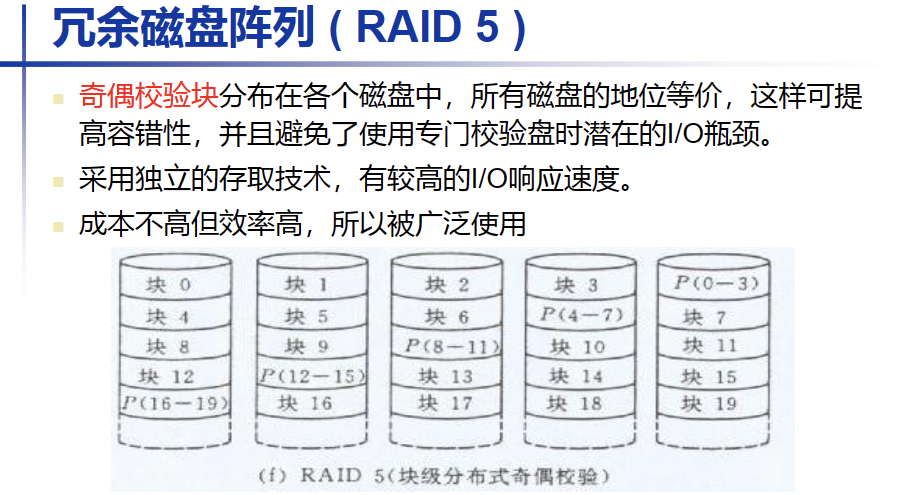 冗余磁盘阵列（RAID 5）
奇偶校验块分布在各个磁盘中，所有磁盘的地位等价，这样可提
高容错性，并且避免了使用专门校验盘时潜在的I/O瓶颈。
采用独立的存取技术，有较高的I/O响应速度。
成本不高但效率高，所以被广泛使用
块 0 块 1 块 2 块 3 P(0－3)
块 4 块 5 块 6 P(4－7) 块 7
块 8 块 9 P(8－11) 块 10 块 11
块 12 P(12－15) 块 13 块 14 块 15
P(16－19) 块 16 块 17 块 18 块 19
(f) RAID 5(块级分布式奇偶校验)